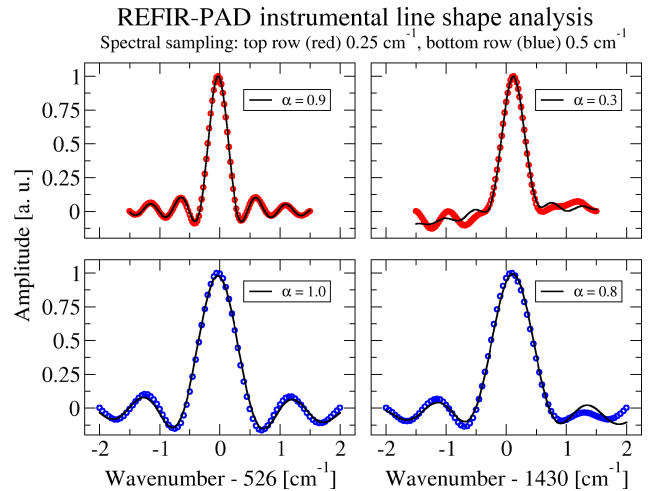 REFIR-PAD instrumental line shape analysis
Spectral sampling: top row (red) 0.25 cm⁻¹, bottom row (blue) 0.5 cm⁻¹
1
0.75
0.5
0.25
0
α = 0.9
α = 0.3
Amplitude [a. u.]
1
0.75
0.5
0.25
0
α = 1.0
α = 0.8
-2 -1 0 1 2 -2 -1 0 1 2
Wavenumber - 526 [cm⁻¹] Wavenumber - 1430 [cm⁻¹]